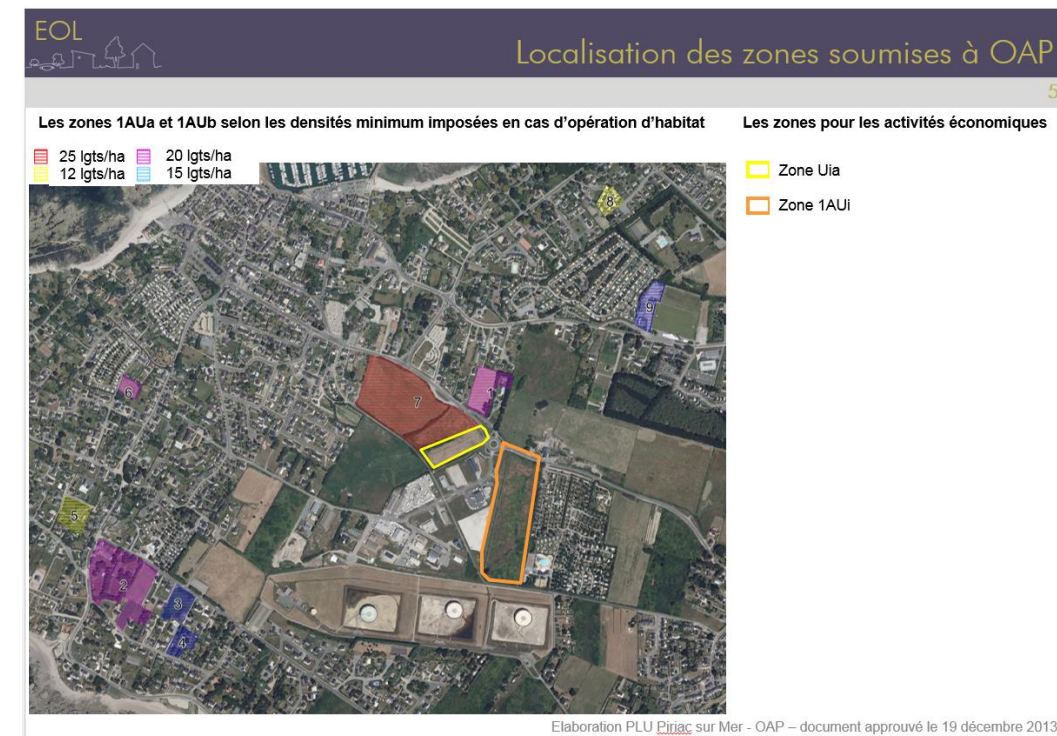 EOL
Localisation des zones soumises à OAP
5
Les zones 1AUa et 1AUb selon les densités minimum imposées en cas d'opération d'habitat
25 lgts/ha
20 lgts/ha
12 lgts/ha
15 lgts/ha
Les zones pour les activités économiques
Zone Uia
Zone 1AUi
8
9
1
7
6
5
2
3
4
Elaboration PLU Piriac sur Mer - OAP – document approuvé le 19 décembre 2013